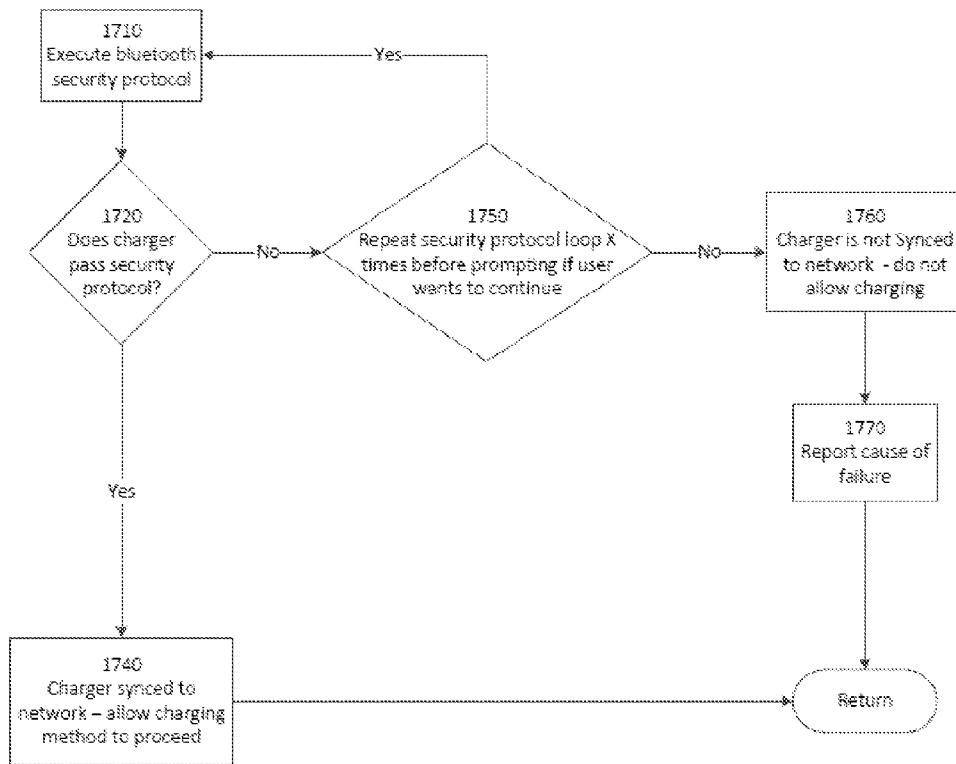 1710
Execute bluetooth
security protocol
Yes
1720
Does charger
pass security
protocol?
No
1750
Repeat security protocol loop X
times before prompting if user
wants to continue
No
1760
Charger is not Synced
to network - do not
allow charging
1770
Report cause of
failure
Yes
1740
Charger synced to
network – allow charging
method to proceed
Return